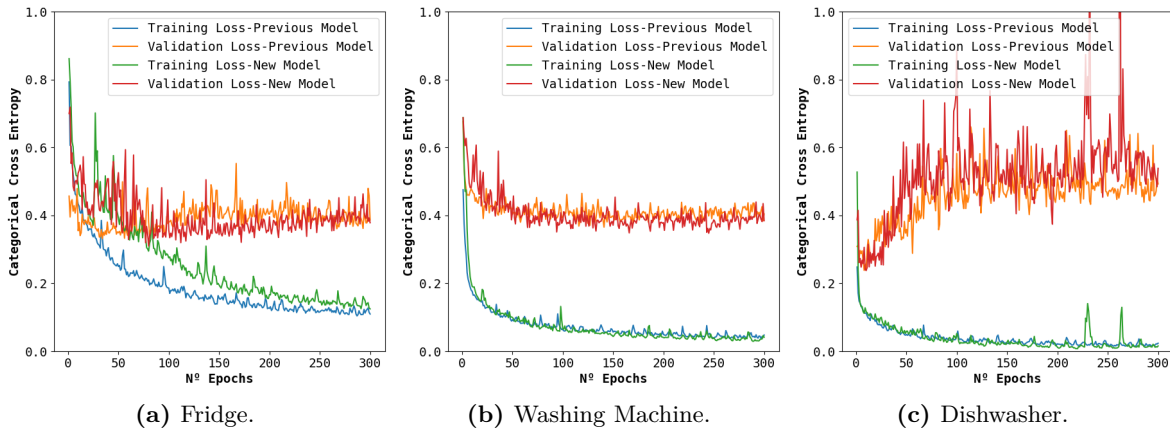 Categorical Cross Entropy
1.0
0.8
0.6
0.4
0.2
0.0
Training Loss-Previous Model
Validation Loss-Previous Model
Training Loss-New Model
Validation Loss-New Model
0 50 100 150 200 250 300
Nº Epochs
(a) Fridge.
Categorical Cross Entropy
1.0
0.8
0.6
0.4
0.2
0.0
Training Loss-Previous Model
Validation Loss-Previous Model
Training Loss-New Model
Validation Loss-New Model
0 50 100 150 200 250 300
Nº Epochs
(b) Washing Machine.
Categorical Cross Entropy
1.0
0.8
0.6
0.4
0.2
0.0
Training Loss-Previous Model
Validation Loss-Previous Model
Training Loss-New Model
Validation Loss-New Model
0 50 100 150 200 250 300
Nº Epochs
(c) Dishwasher.